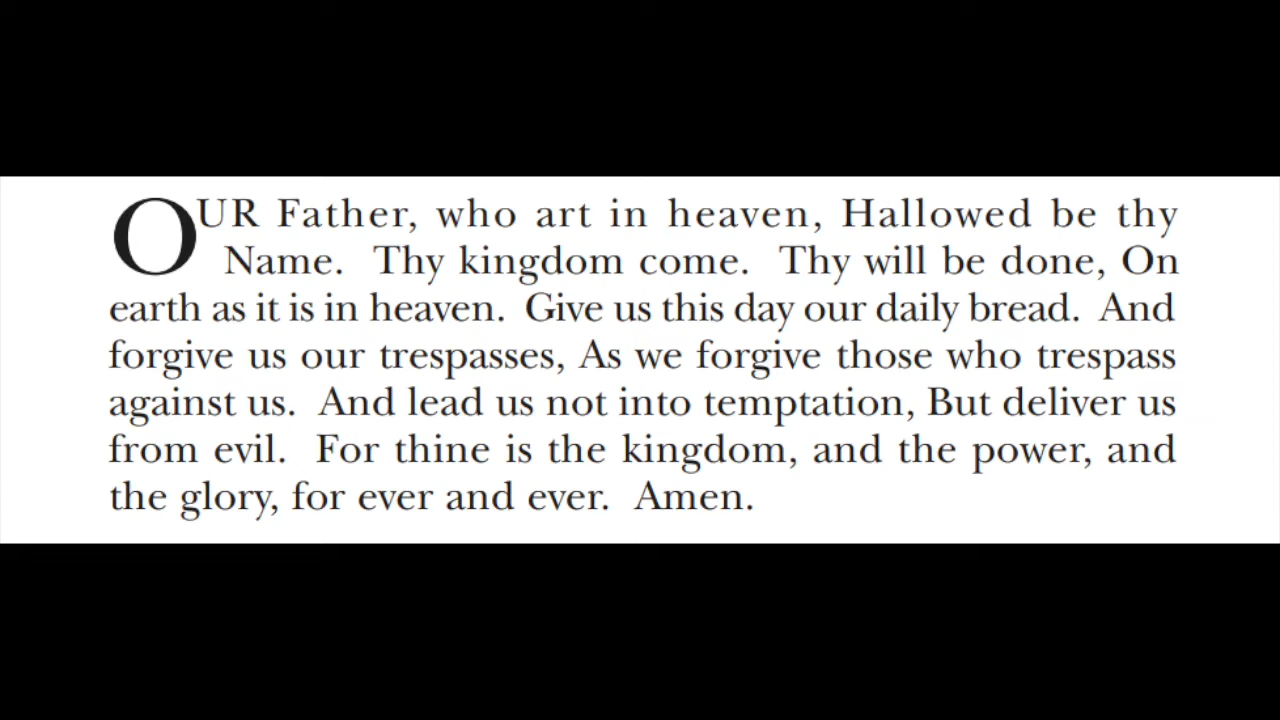 OUR Father, who art in heaven, Hallowed be thy
Name. Thy kingdom come. Thy will be done, On
earth as it is in heaven. Give us this day our daily bread. And
forgive us our trespasses, As we forgive those who trespass
against us. And lead us not into temptation, But deliver us
from evil. For thine is the kingdom, and the power, and
the glory, for ever and ever. Amen.